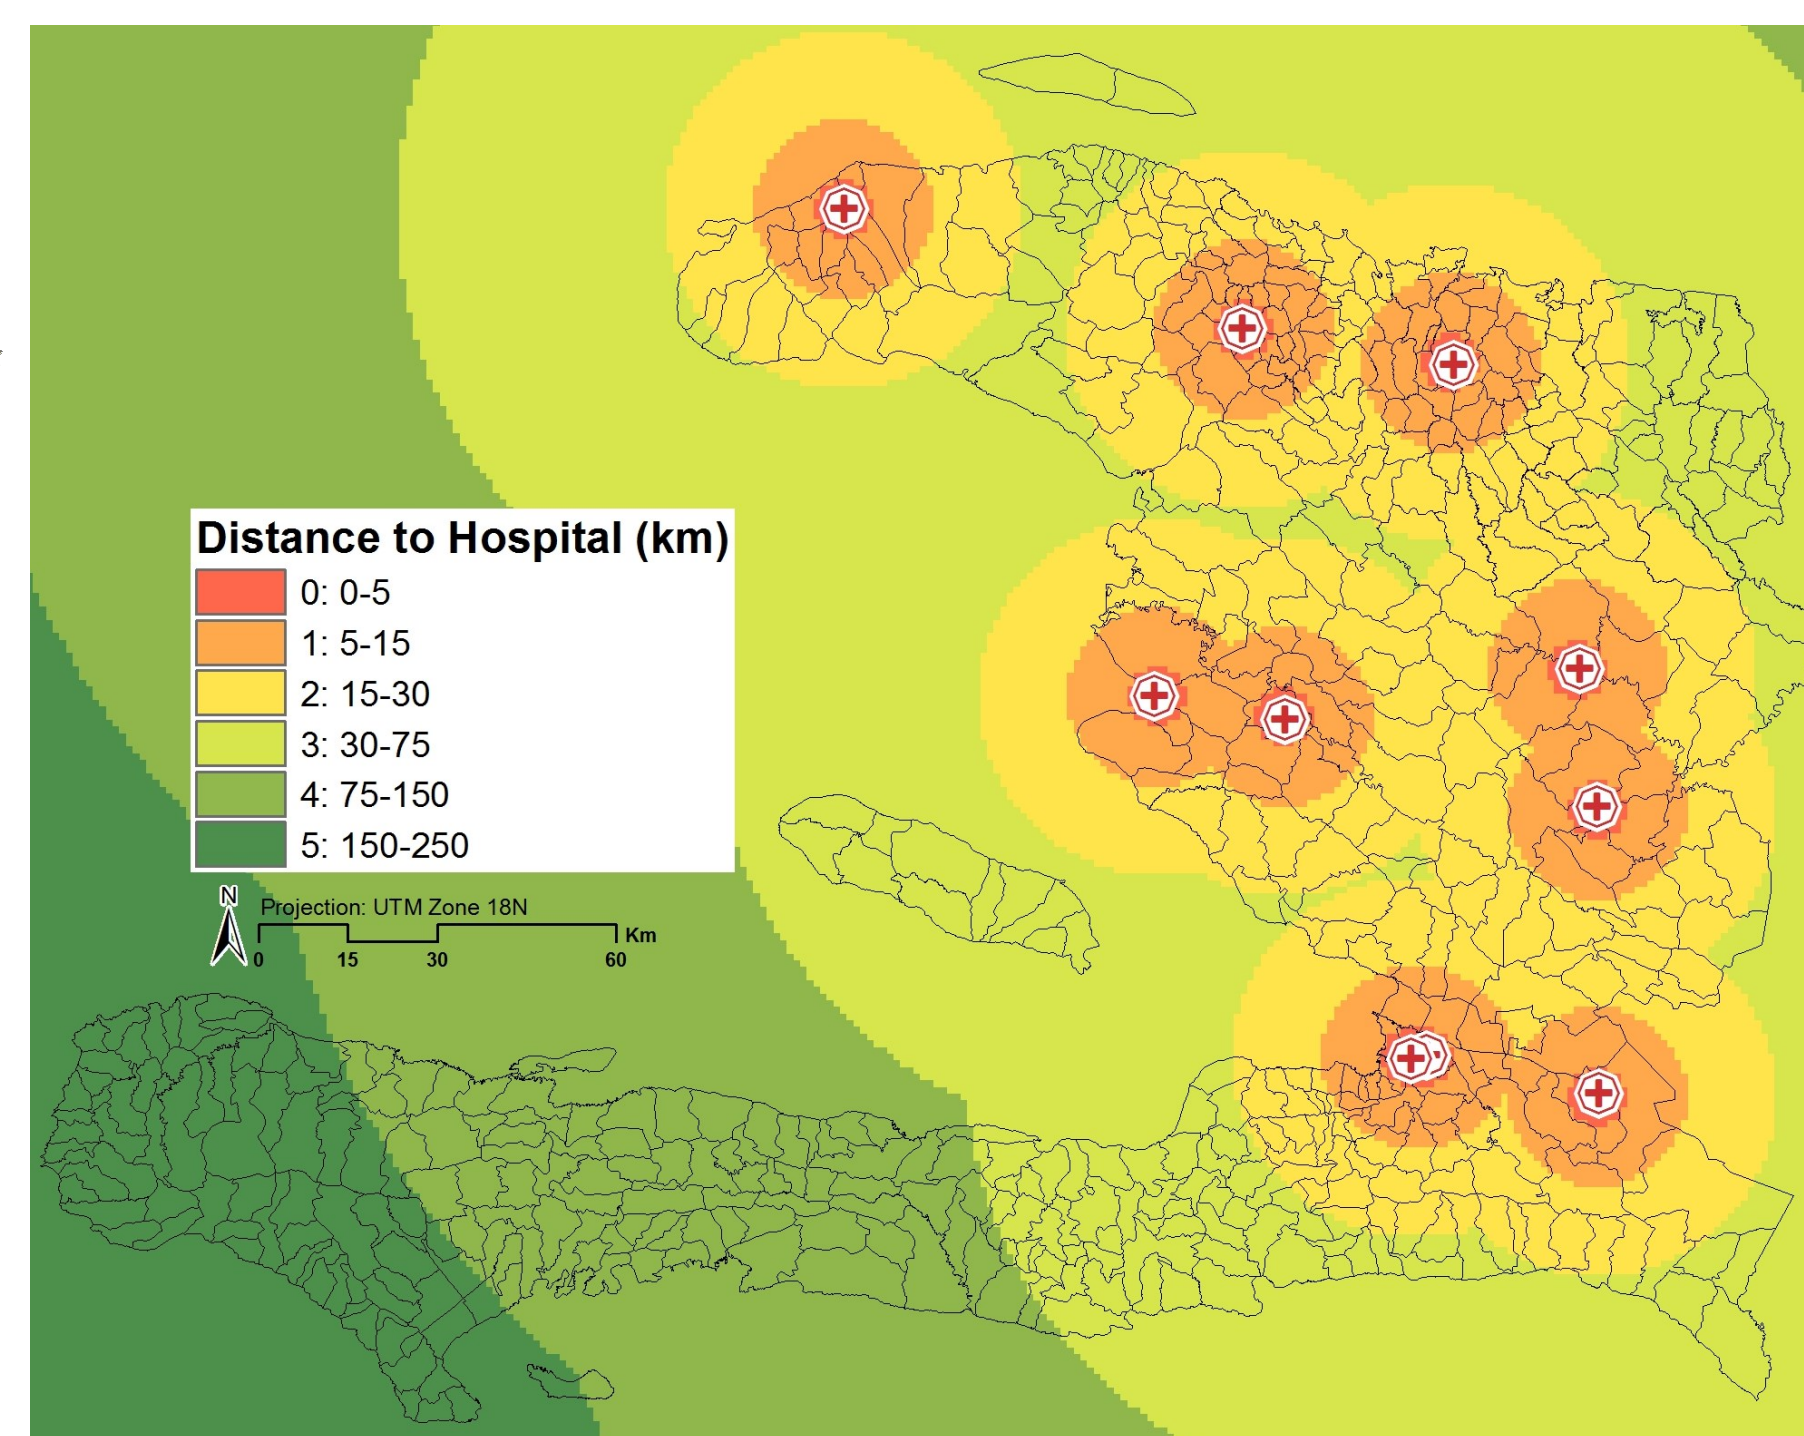 Distance to Hospital (km)
0: 0-5
1: 5-15
2: 15-30
3: 30-75
4: 75-150
5: 150-250
N
Projection: UTM Zone 18N
Km
0 15 30 60